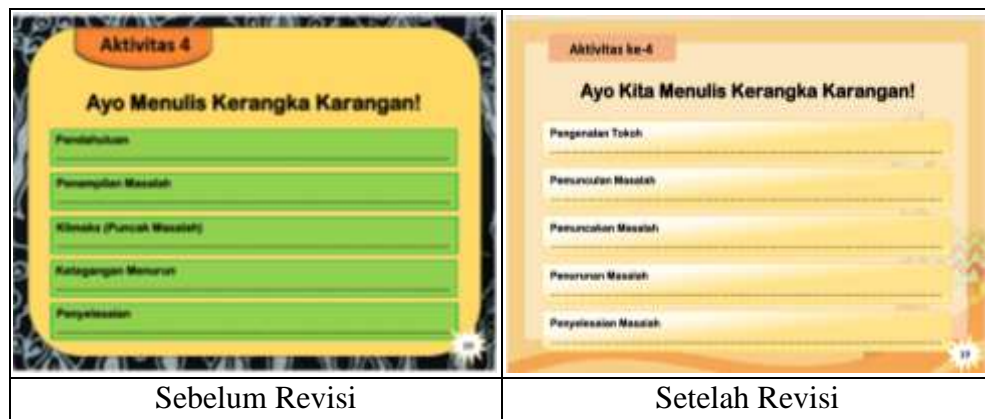 Aktivitas 4
Ayo Menulis Kerangka Karangan!
Pendahuluan
Penampilan Masalah
Klimaks (Puncak Masalah)
Ketegangan Menurun
Penyelesaian
Sebelum Revisi
Aktivitas ke-4
Ayo Kita Menulis Kerangka Karangan!
Pengenalan Tokoh
Pemunculan Masalah
Pemuncakan Masalah
Penurunan Masalah
Penyelesaian Masalah
19
Setelah Revisi